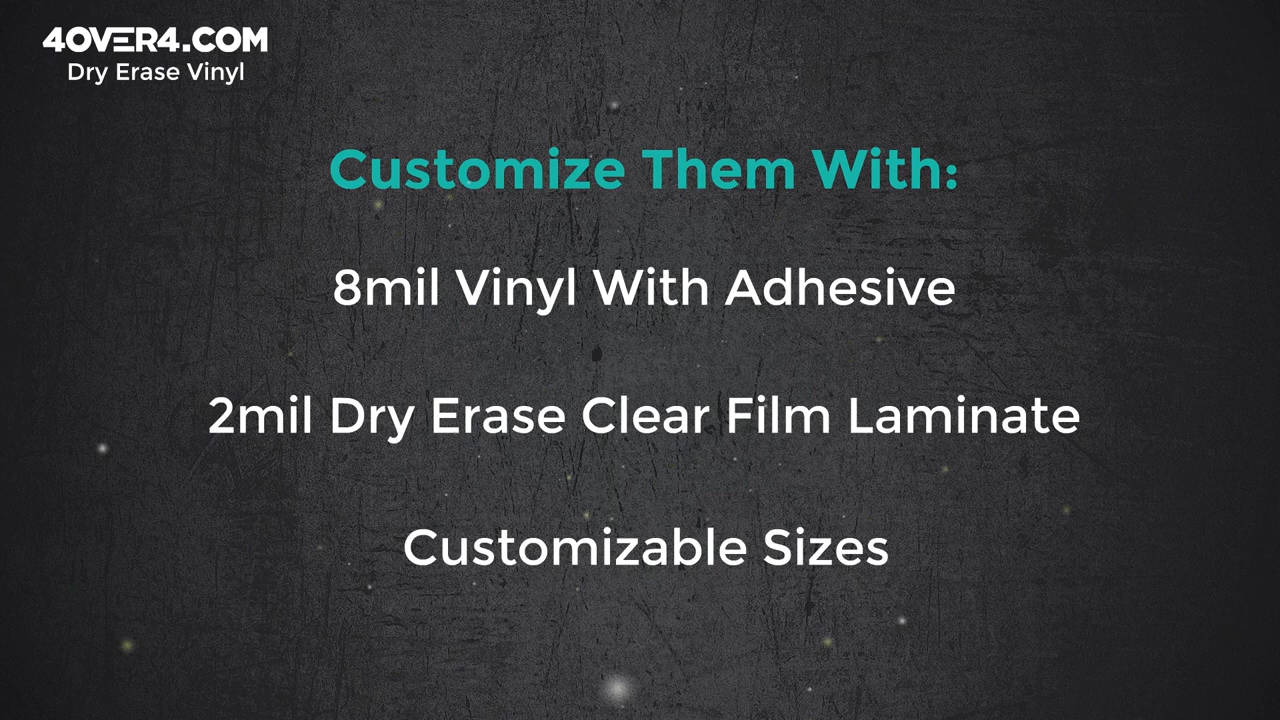 4OVER4.COM
Dry Erase Vinyl
Customize Them With:
8mil Vinyl With Adhesive
2mil Dry Erase Clear Film Laminate
Customizable Sizes